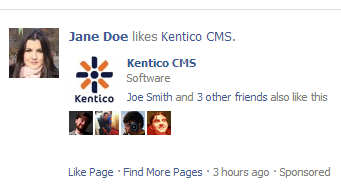 Jane Doe likes Kentico CMS.
Kentico CMS
Software
Kentico
Joe Smith and 3 other friends also like this
Like Page · Find More Pages · 3 hours ago · Sponsored